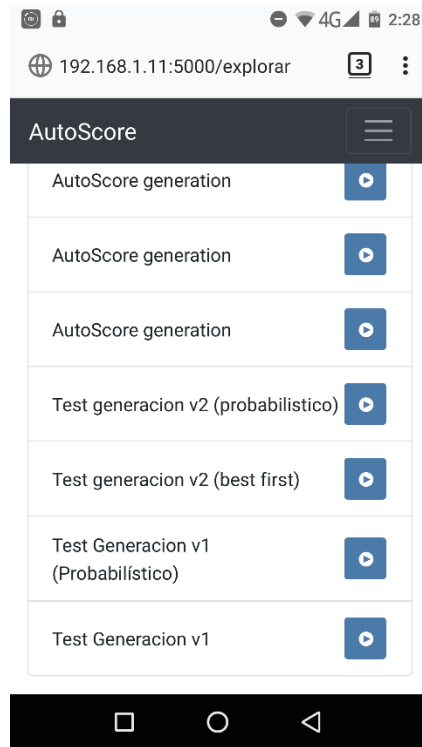 4G 89 2:28
192.168.1.11:5000/explorar 3
AutoScore
AutoScore generation
AutoScore generation
AutoScore generation
Test generacion v2 (probabilistico)
Test generacion v2 (best first)
Test Generacion v1
(Probabilístico)
Test Generacion v1